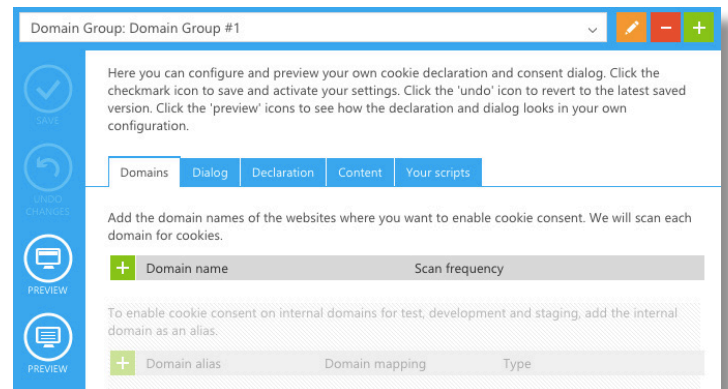 Domain Group: Domain Group #1
SAVE
UNDO
CHANGES
PREVIEW
PREVIEW
Here you can configure and preview your own cookie declaration and consent dialog. Click the
checkmark icon to save and activate your settings. Click the 'undo' icon to revert to the latest saved
version. Click the 'preview' icons to see how the declaration and dialog looks in your own
configuration.
Domains Dialog Declaration Content Your scripts
Add the domain names of the websites where you want to enable cookie consent. We will scan each
domain for cookies.
Domain name Scan frequency
To enable cookie consent on internal domains for test, development and staging, add the internal
domain as an alias.
Domain alias Domain mapping Type